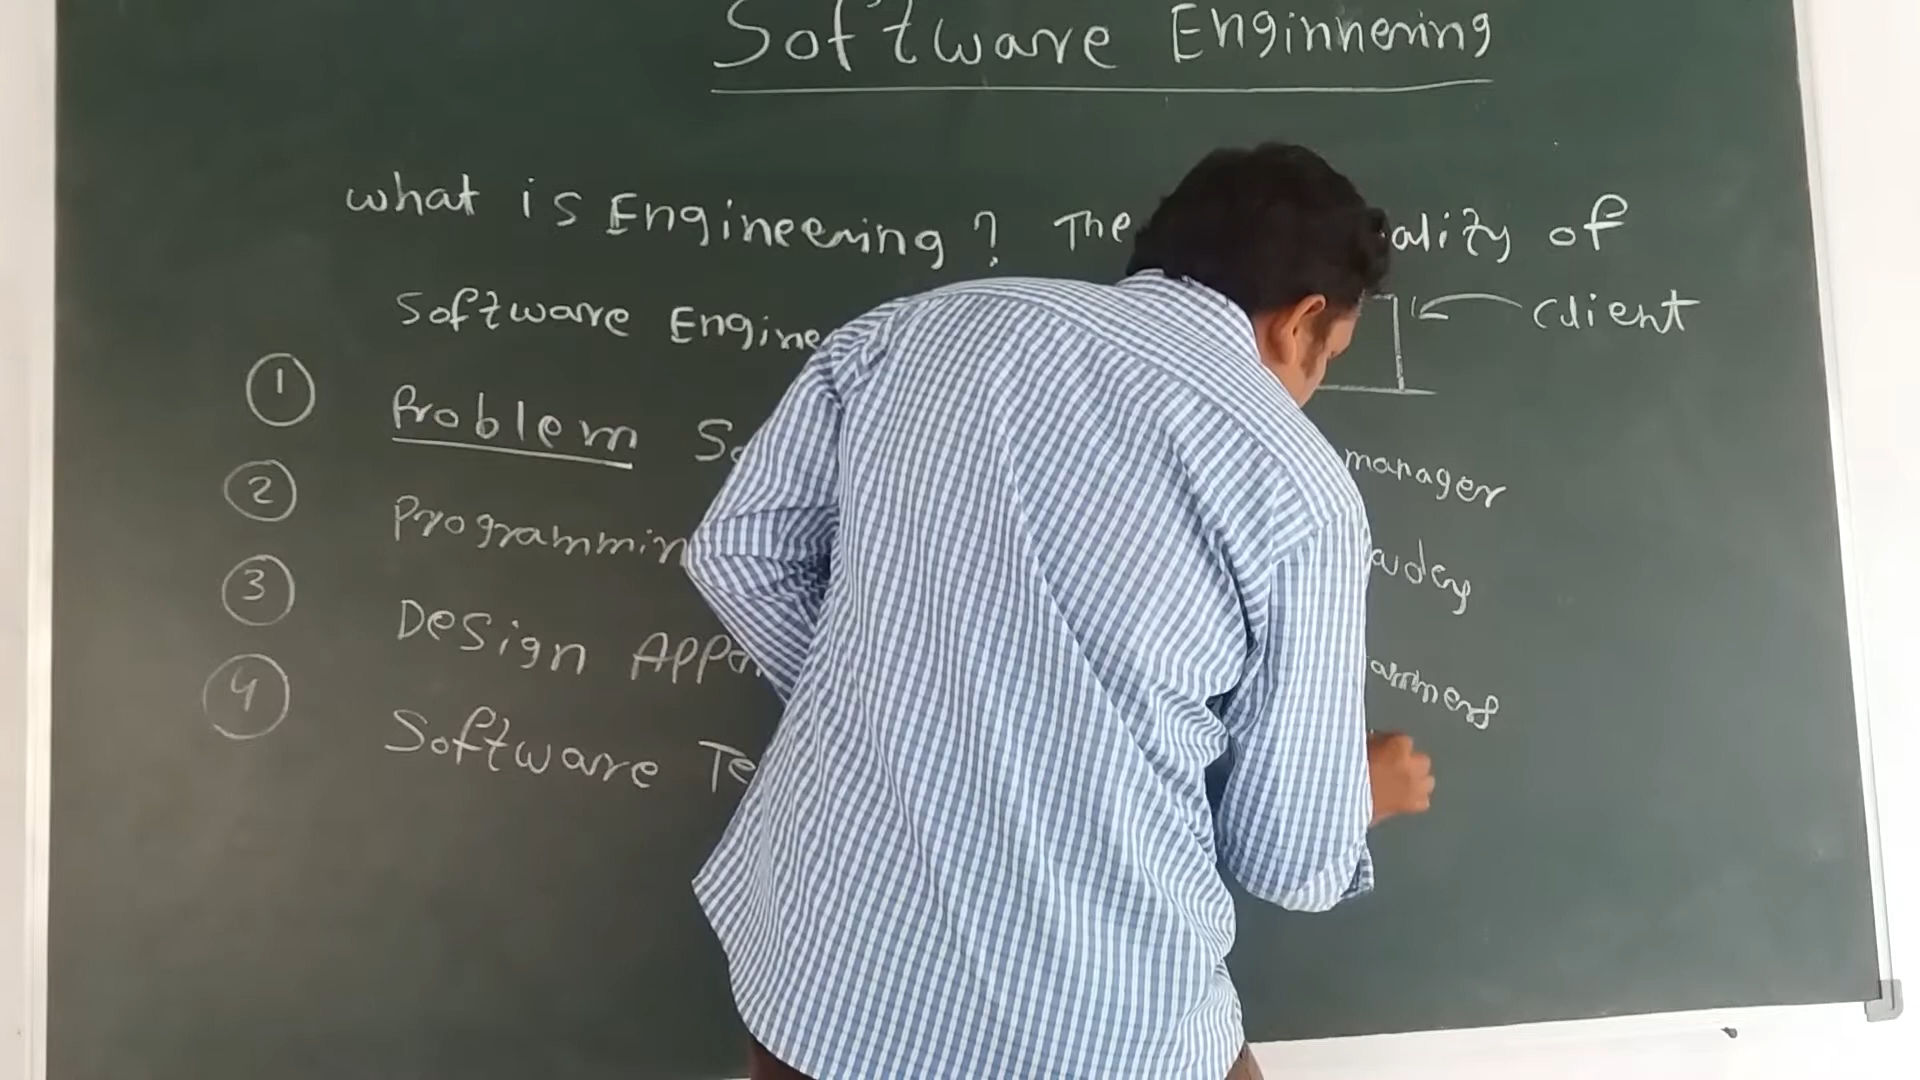 Software Enginnering
what is Engineering? The ality of
Software Engine client
1 Problem So manager
2 Programmin
3 Design APP
4 Software Te